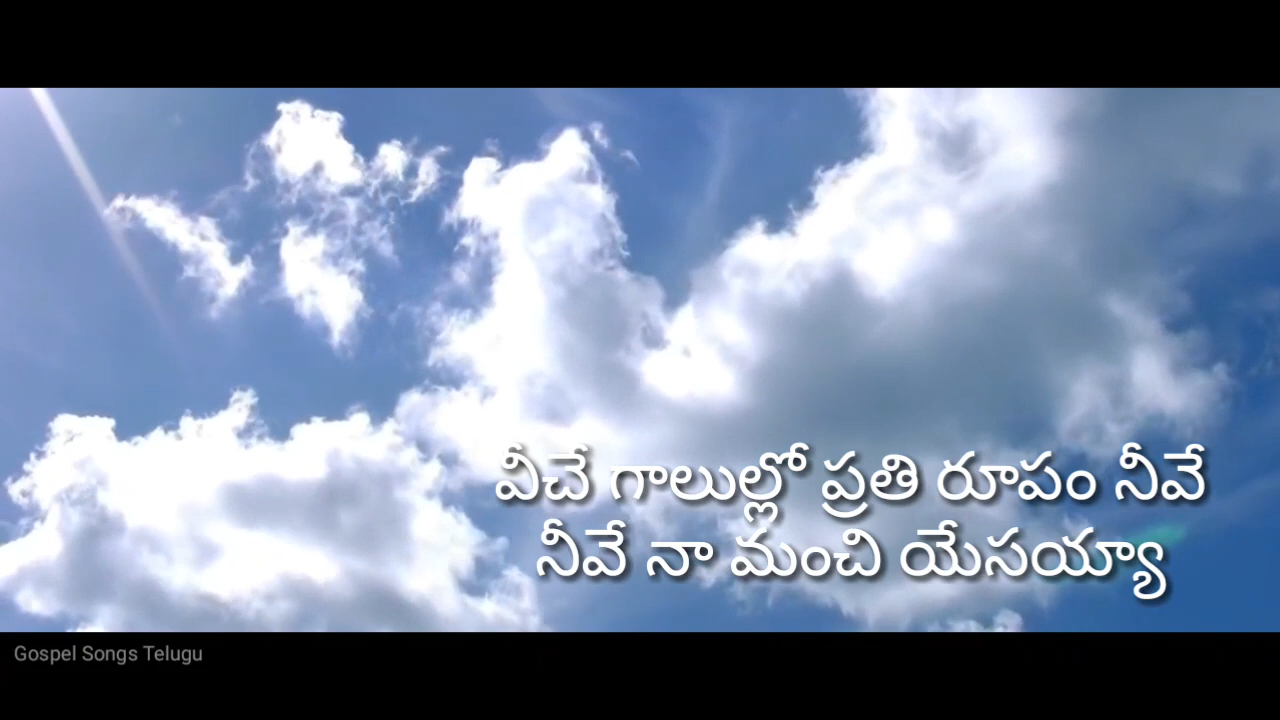 వీచే గాలుల్లో ప్రతి రూపం నీవే
నీవే నా మంచి యేసయ్యా
Gospel Songs Telugu